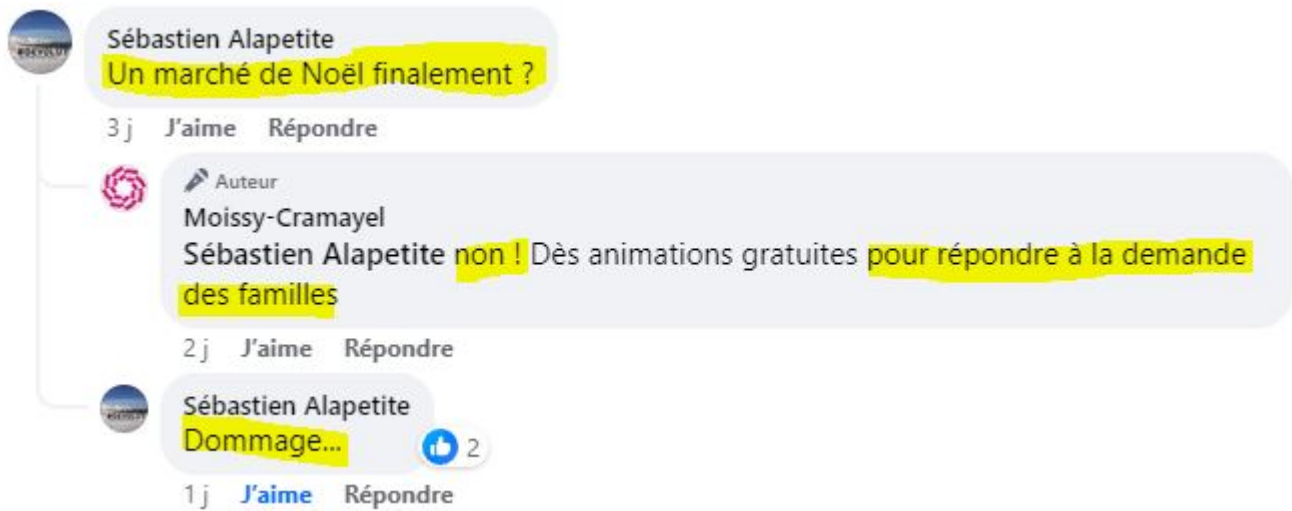 Sébastien Alapetite
Un marché de Noël finalement ?
3 j J'aime Répondre
Auteur
Moissy-Cramayel
Sébastien Alapetite non ! Dès animations gratuites pour répondre à la demande
des familles
2 j J'aime Répondre
Sébastien Alapetite
Dommage...
2
1 j J'aime Répondre